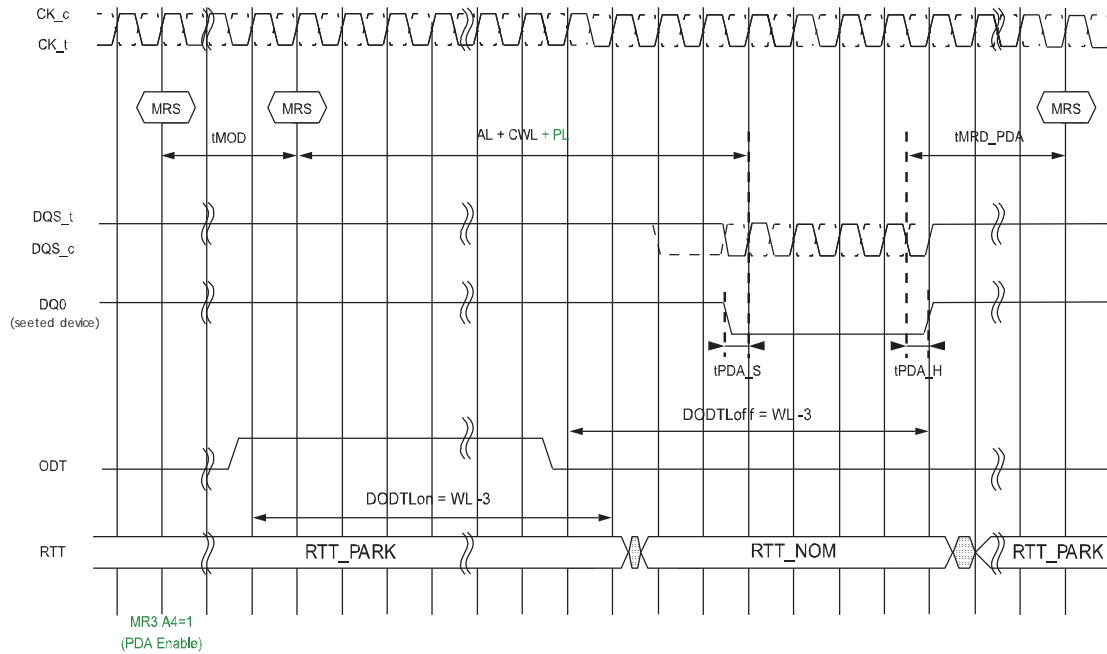 CK_c
CK_t
MRS
MRS
MRS
tMOD
AL + CWL + PL
tMRD_PDA
DQS_t
DQS_c
DQ0
(seeted device)
tPDA_S
tPDA_H
DODTLoff = WL -3
ODT
DODTLon = WL -3
RTT
RTT_PARK
RTT_NOM
RTT_PARK
MR3 A4=1
(PDA Enable)